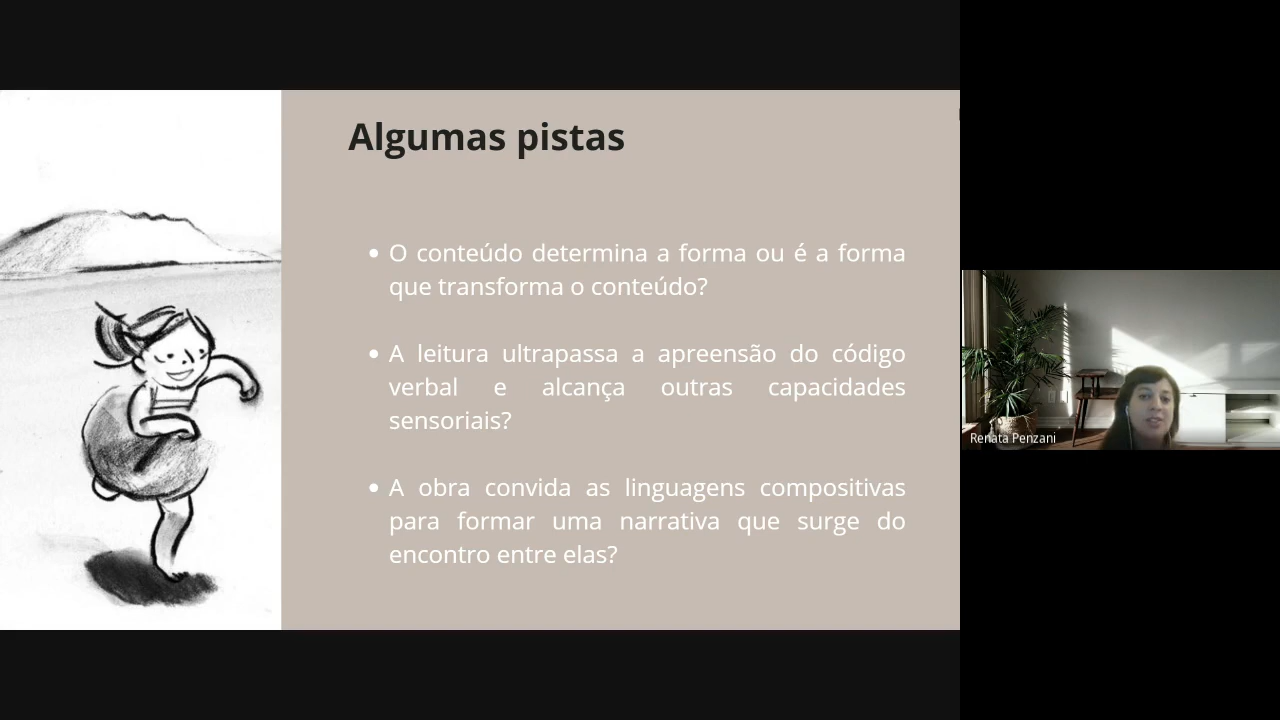 Algumas pistas
• O conteúdo determina a forma ou é a forma
que transforma o conteúdo?
• A leitura ultrapassa a apreensão do código
verbal e alcança outras capacidades
sensoriais?
• A obra convida as linguagens compositivas
para formar uma narrativa que surge do
encontro entre elas?
Renata Penzani